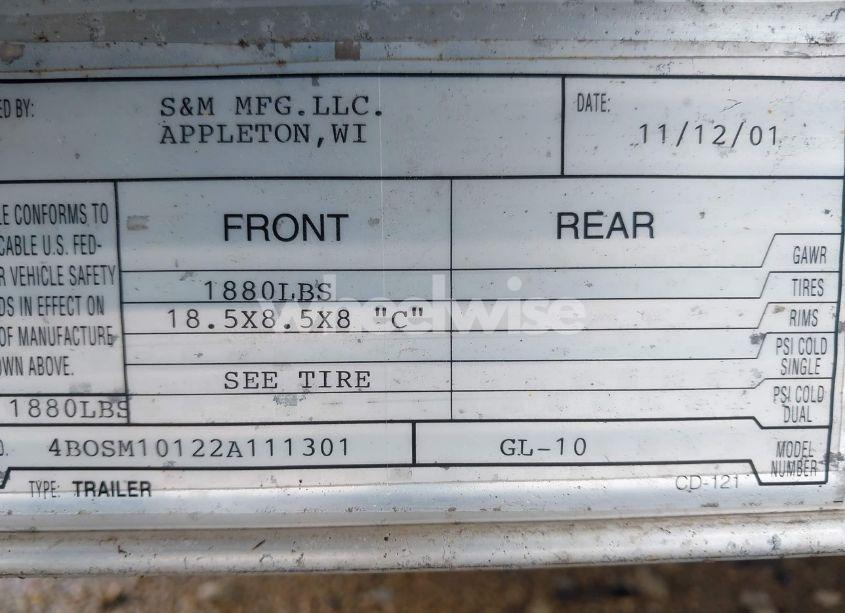 ED BY:
S&M MFG.LLC.
APPLETON,WI
DATE:
11/12/01
LE CONFORMS TO
CABLE U.S. FED-
R VEHICLE SAFETY
DS IN EFFECT ON
OF MANUFACTURE
OWN ABOVE.
FRONT
REAR
GAWR
1880LBS
TIRES
18.5X8.5X8 "C"
RIMS
PSI COLD
SINGLE
SEE TIRE
PSI COLD
DUAL
1880LBS
4BOSM10122A111301
GL-10
MODEL
NUMBER
TYPE: TRAILER
CD-121
wheelwise